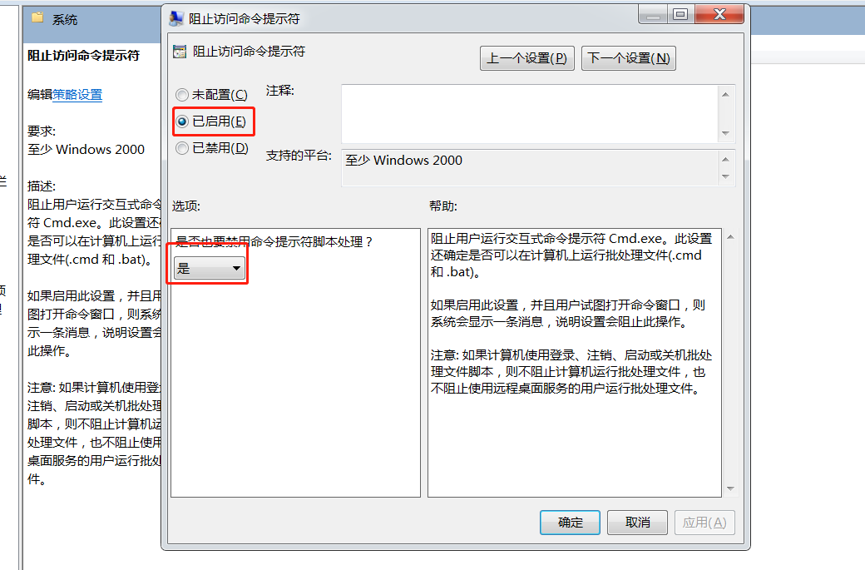 系统
阻止访问命令提示符
编辑策略设置
要求:
至少 Windows 2000
描述:
阻止用户运行交互式命令
符 Cmd.exe。此设置还
是否可以在计算机上运行
理文件(.cmd 和 .bat)。
如果启用此设置，并且用
图打开命令窗口，则系统
示一条消息，说明设置会
此操作。
注意: 如果计算机使用登
注销、启动或关机批处理
脚本，则不阻止计算机运
处理文件，也不阻止使用
桌面服务的用户运行批处
件。
阻止访问命令提示符
阻止访问命令提示符
上一个设置(P)
下一个设置(N)
未配置(C)
已启用(E)
已禁用(D)
注释:
支持的平台:
至少 Windows 2000
选项:
帮助:
是否也要禁用命令提示符脚本处理？
是
阻止用户运行交互式命令提示符 Cmd.exe。此设置
还确定是否可以在计算机上运行批处理文件(.cmd
和 .bat)。
如果启用此设置，并且用户试图打开命令窗口，则
系统会显示一条消息，说明设置会阻止此操作。
注意: 如果计算机使用登录、注销、启动或关机批处
理文件脚本，则不阻止计算机运行批处理文件，也
不阻止使用远程桌面服务的用户运行批处理文件。
确定
取消
应用(A)